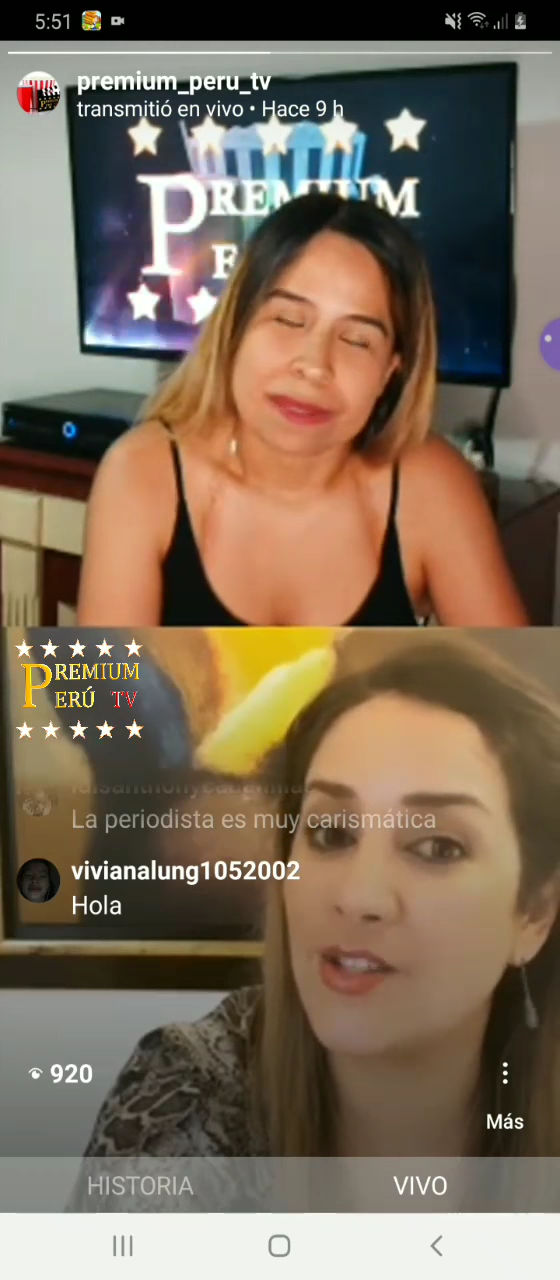 5:51
premium_peru_tv
transmitió en vivo • Hace 9 h
PREMIUM
P
PREMIUM
PERÚ TV
La periodista es muy carismática
vivianalung1052002
Hola
920
Más
HISTORIA
VIVO